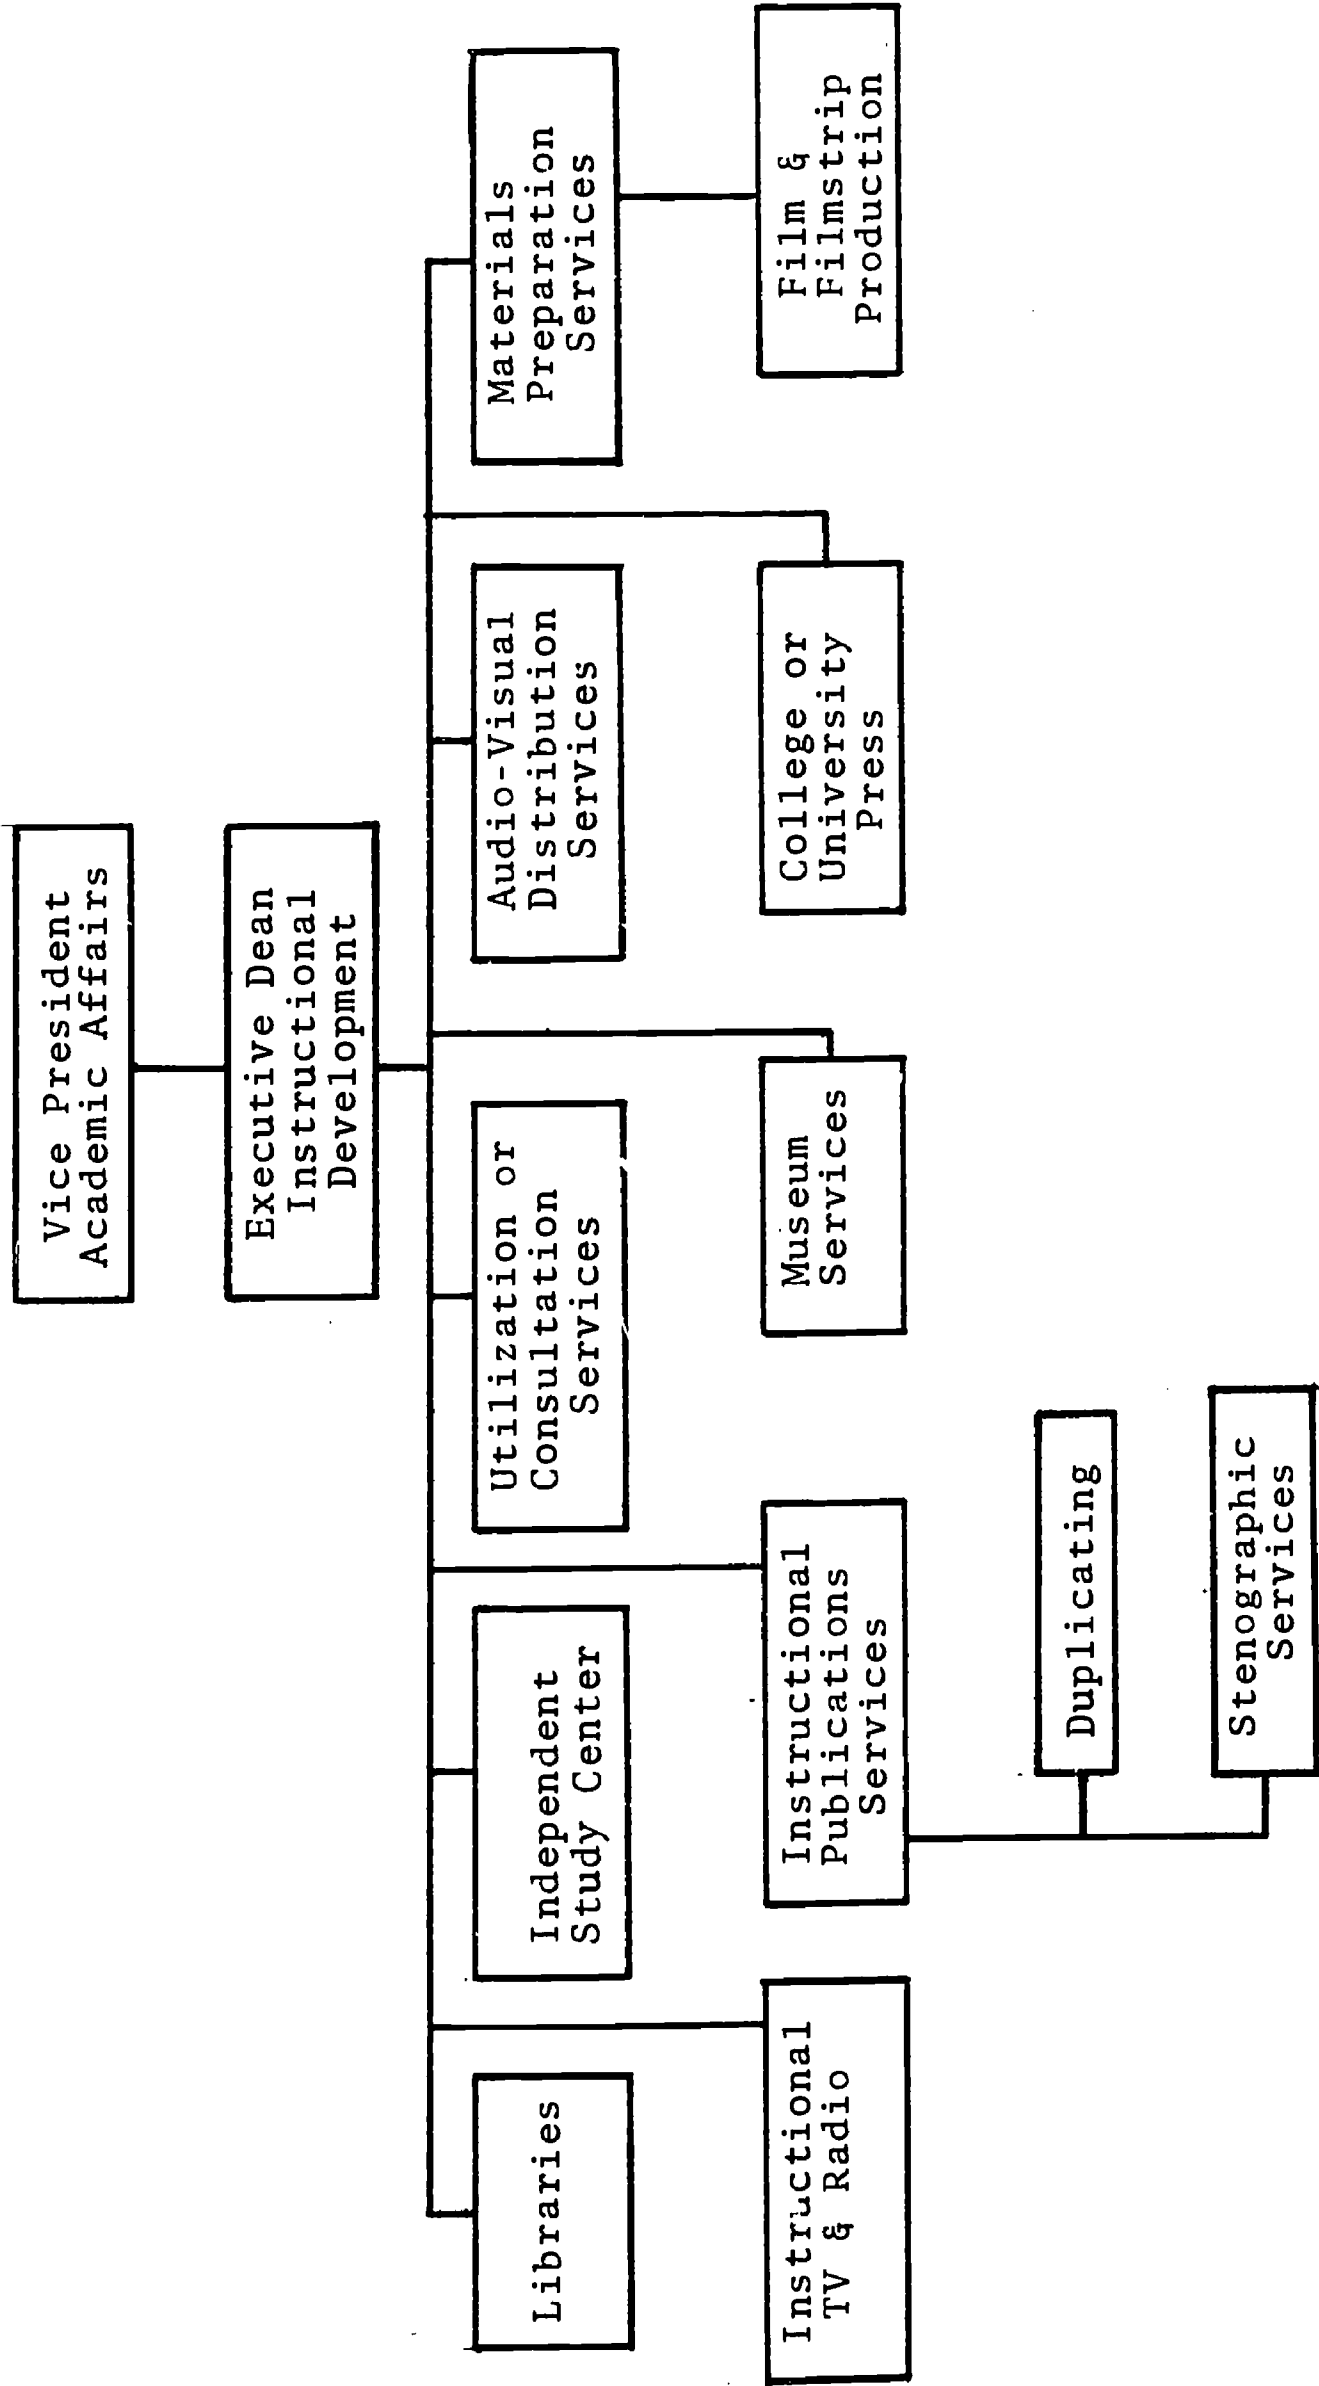 Vice President
Academic Affairs
Executive Dean
Instructional
Development
Libraries
Independent
Study Center
Utilization or
Consultation
Services
Audio-Visual
Distribution
Services
Materials
Preparation
Services
Instructional
TV & Radio
Instructional
Publications
Services
Museum
Services
College or
University
Press
Film &
Filmstrip
Production
Duplicating
Stenographic
Services